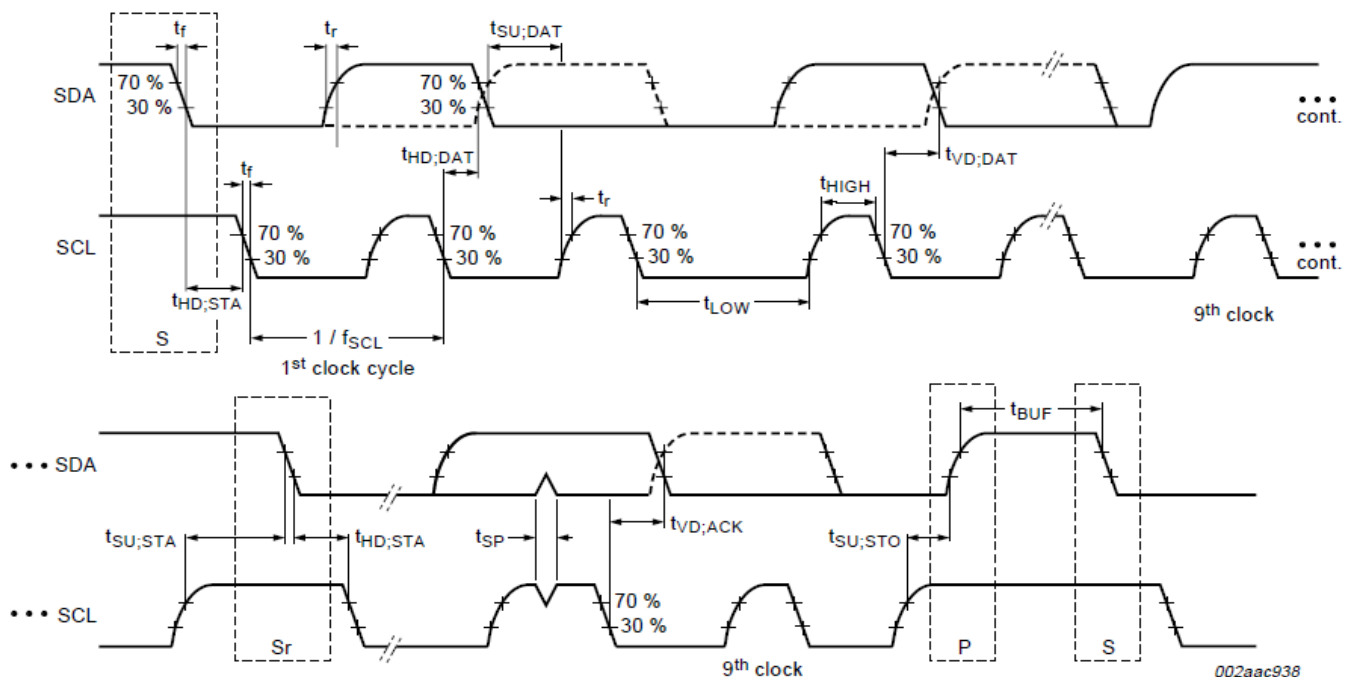 tf tr tSU;DAT
SDA 70 % 70 %
30 % 30 %
cont.
tHD;DAT tVD;DAT
tf tr tHIGH
SCL 70 % 70 % 70 % 70 %
30 % 30 % 30 % 30 %
cont.
tHD;STA tLOW
9th clock
S 1 / fSCL
1st clock cycle
tBUF
••• SDA
tSU;STA tHD;STA tSP tVD;ACK tSU;STO
••• SCL 70 %
30 %
Sr P S
9th clock 002aac938